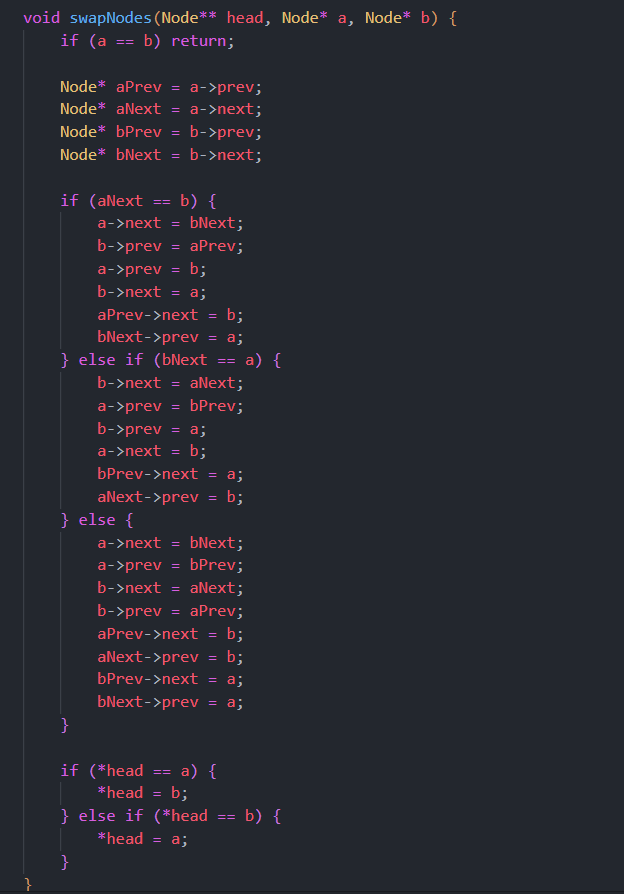 void swapNodes(Node** head, Node* a, Node* b) {
    if (a == b) return;

    Node* aPrev = a->prev;
    Node* aNext = a->next;
    Node* bPrev = b->prev;
    Node* bNext = b->next;

    if (aNext == b) {
        a->next = bNext;
        b->prev = aPrev;
        a->prev = b;
        b->next = a;
        aPrev->next = b;
        bNext->prev = a;
    } else if (bNext == a) {
        b->next = aNext;
        a->prev = bPrev;
        b->prev = a;
        a->next = b;
        bPrev->next = a;
        aNext->prev = b;
    } else {
        a->next = bNext;
        a->prev = bPrev;
        b->next = aNext;
        b->prev = aPrev;
        aPrev->next = b;
        aNext->prev = b;
        bPrev->next = a;
        bNext->prev = a;
    }

    if (*head == a) {
        *head = b;
    } else if (*head == b) {
        *head = a;
    }
}